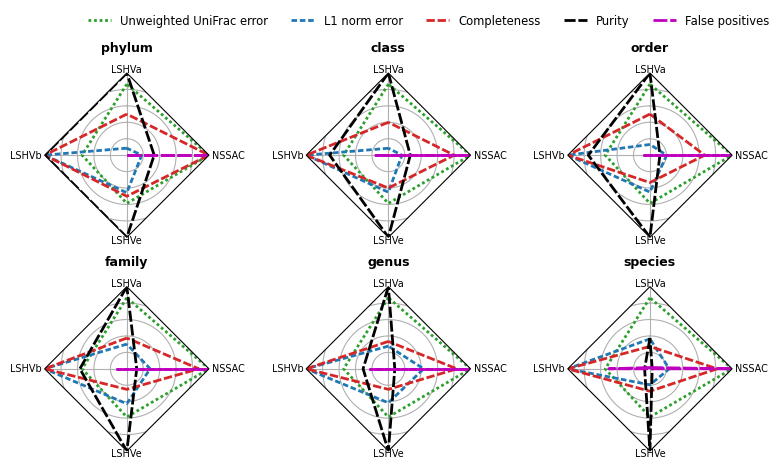 Unweighted UniFrac error L1 norm error Completeness Purity False positives
phylum class order
LSHVa LSHVa LSHVa
LSHVb NSSAC LSHVb NSSAC LSHVb NSSAC
LSHVe LSHVe LSHVe
family genus species
LSHVa LSHVa LSHVa
LSHVb NSSAC LSHVb NSSAC LSHVb NSSAC
LSHVe LSHVe LSHVe